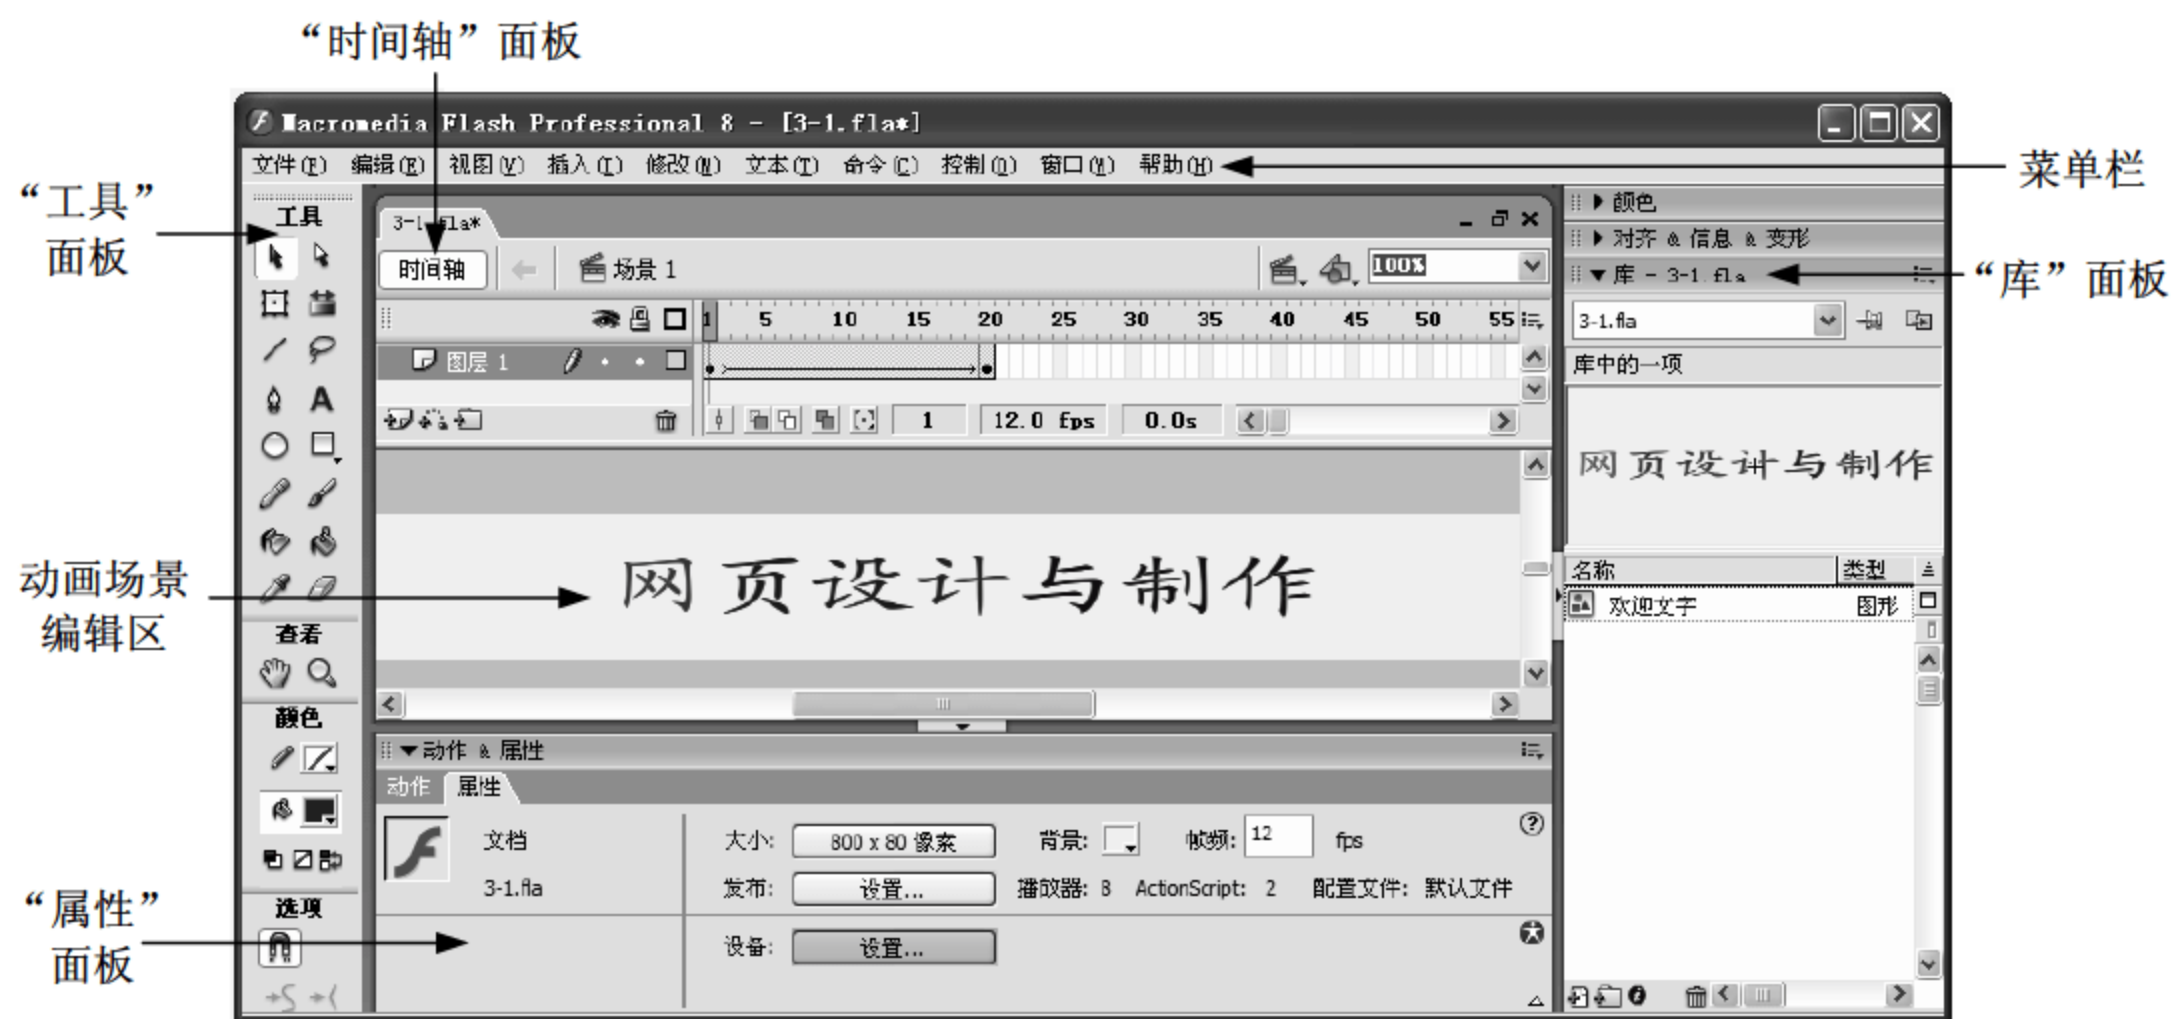 “时间轴”面板
Macromedia Flash Professional 8 - [3-1.fla*]
文件(F) 编辑(E) 视图(V) 插入(I) 修改(M) 文本(T) 命令(C) 控制(O) 窗口(W) 帮助(H)
菜单栏
“工具”
面板
工具
3-1.fla*
颜色
对齐 & 信息 & 变形
时间轴
场景 1
100%
库 - 3-1.fla
“库”面板
1 5 10 15 20 25 30 35 40 45 50 55
3-1.fla
图层 1
库中的一项
1 12.0 fps 0.0s
网页设计与制作
网页设计与制作
动画场景
编辑区
名称 类型
欢迎文字 图形
查看
颜色
动作 & 属性
动作 属性
文档 大小: 800 x 80 像素 背景: 帧频: 12 fps
3-1.fla 发布: 设置... 播放器: 8 ActionScript: 2 配置文件: 默认文件
“属性”
面板
选项
设备: 设置...